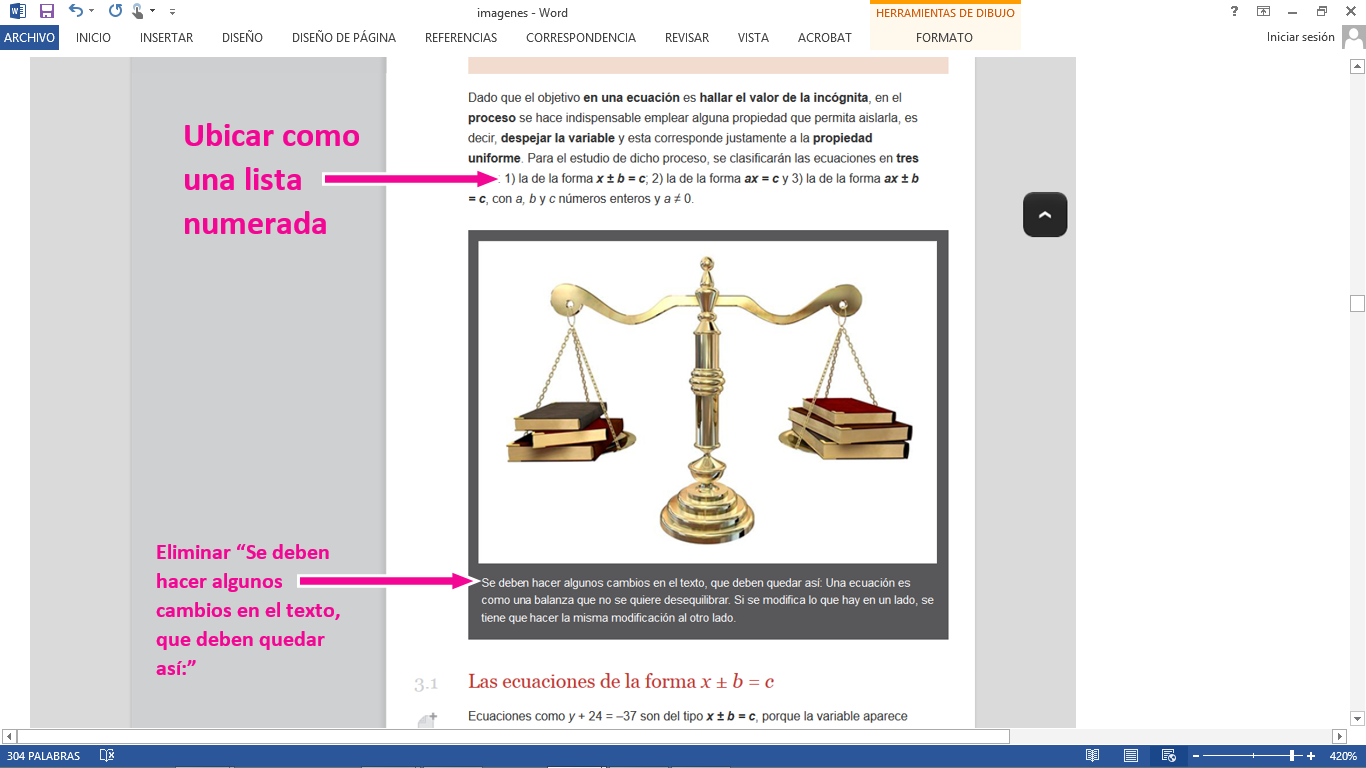 imagenes - Word
HERRAMIENTAS DE DIBUJO
?
ARCHIVO INICIO INSERTAR DISEÑO DISEÑO DE PÁGINA REFERENCIAS CORRESPONDENCIA REVISAR VISTA ACROBAT FORMATO Iniciar sesión
Dado que el objetivo en una ecuación es hallar el valor de la incógnita, en el
proceso se hace indispensable emplear alguna propiedad que permita aislarla, es
decir, despejar la variable y esta corresponde justamente a la propiedad
uniforme. Para el estudio de dicho proceso, se clasificarán las ecuaciones en tres
1) la de la forma x ± b = c; 2) la de la forma ax = c y 3) la de la forma ax ± b
= c, con a, b y c números enteros y a ≠ 0.
Ubicar como
una lista
numerada
Se deben hacer algunos cambios en el texto, que deben quedar así: Una ecuación es
como una balanza que no se quiere desequilibrar. Si se modifica lo que hay en un lado, se
tiene que hacer la misma modificación al otro lado.
Eliminar “Se deben
hacer algunos
cambios en el texto,
que deben quedar
así:”
3.1 Las ecuaciones de la forma x ± b = c
Ecuaciones como y + 24 = –37 son del tipo x ± b = c, porque la variable aparece
304 PALABRAS
420%